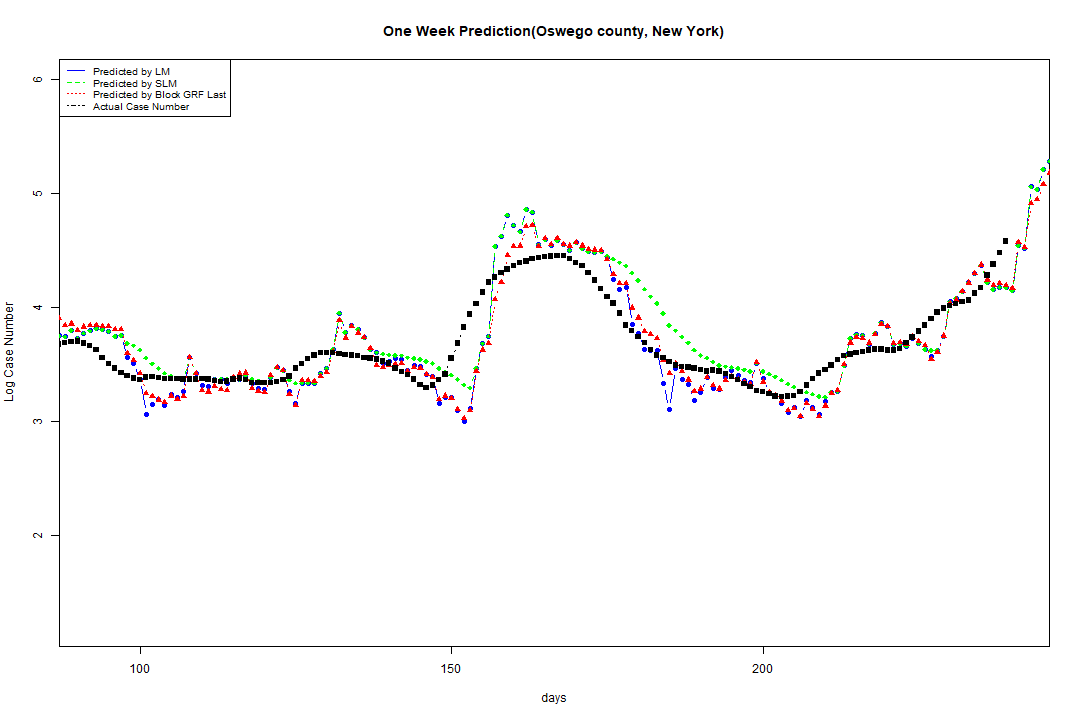 One Week Prediction(Oswego county, New York)
Predicted by LM
Predicted by SLM
Predicted by Block GRF Last
Actual Case Number
6
5
4
3
2
Log Case Number
100 150 200
days